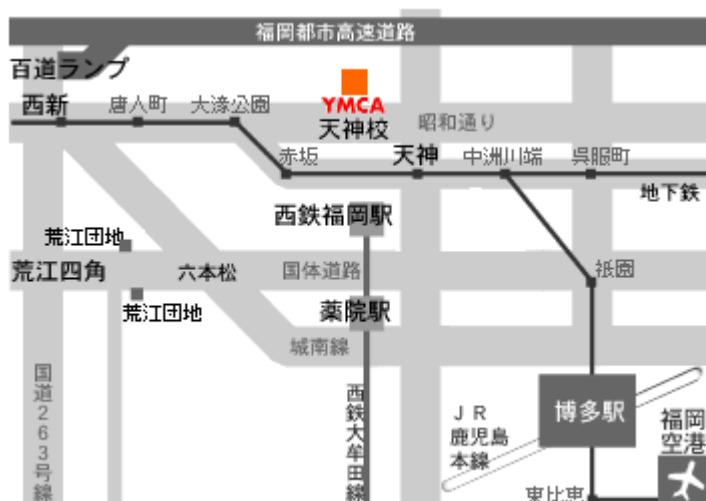 福岡都市高速道路
百道ランプ
西新
唐人町
大濠公園
YMCA
天神校
昭和通り
赤坂
天神
中洲川端
呉服町
地下鉄
西鉄福岡駅
荒江団地
荒江四角
六本松
国体道路
祇園
荒江団地
薬院駅
城南線
国道263号線
西鉄大牟田線
JR
鹿児島
本線
博多駅
福岡
空港
東比恵